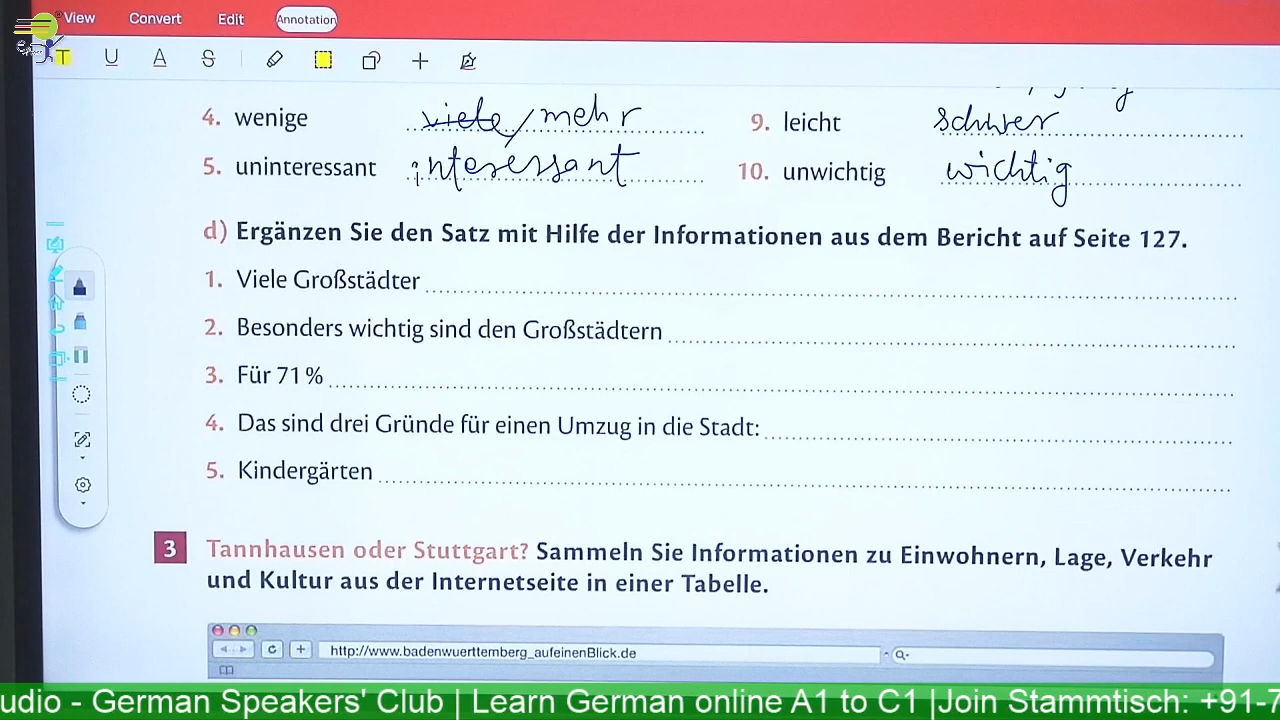 View Convert Edit Annotation
T U A S
4. wenige viele/mehr 9. leicht schwer
5. uninteressant interessant 10. unwichtig wichtig
d) Ergänzen Sie den Satz mit Hilfe der Informationen aus dem Bericht auf Seite 127.
1. Viele Großstädter
2. Besonders wichtig sind den Großstädtern
3. Für 71%
4. Das sind drei Gründe für einen Umzug in die Stadt:
5. Kindergärten
3 Tannhausen oder Stuttgart? Sammeln Sie Informationen zu Einwohnern, Lage, Verkehr
und Kultur aus der Internetseite in einer Tabelle.
http://www.badenwuerttemberg_aufeinenBlick.de
udio - German Speakers' Club | Learn German online A1 to C1 |Join Stammtisch: +91-7